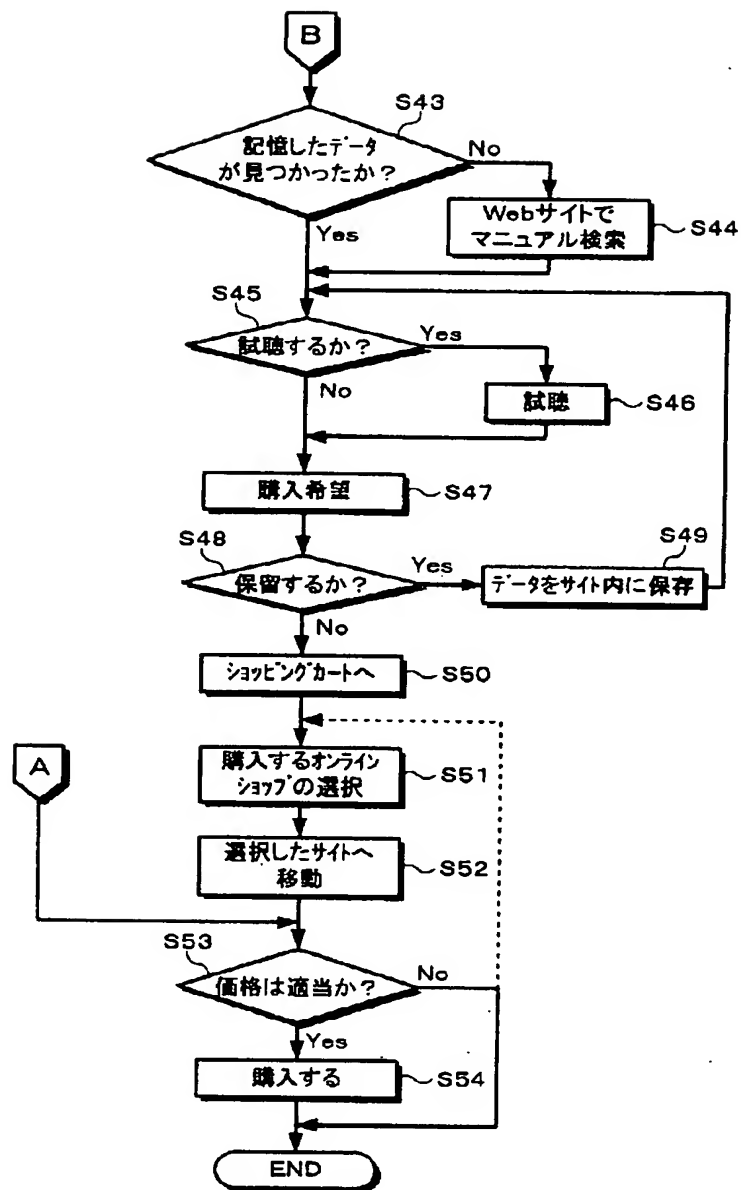 B
S43
記憶したデータ
が見つかったか？
No
Yes
Webサイトで
マニュアル検索
S44
S45
試聴するか？
Yes
No
試聴
S46
購入希望
S47
S48
保留するか？
Yes
No
S49
データをサイト内に保存
ショッピングカートへ
S50
A
購入するオンライン
ショップの選択
S51
選択したサイトへ
移動
S52
S53
価格は適当か？
No
Yes
購入する
S54
END